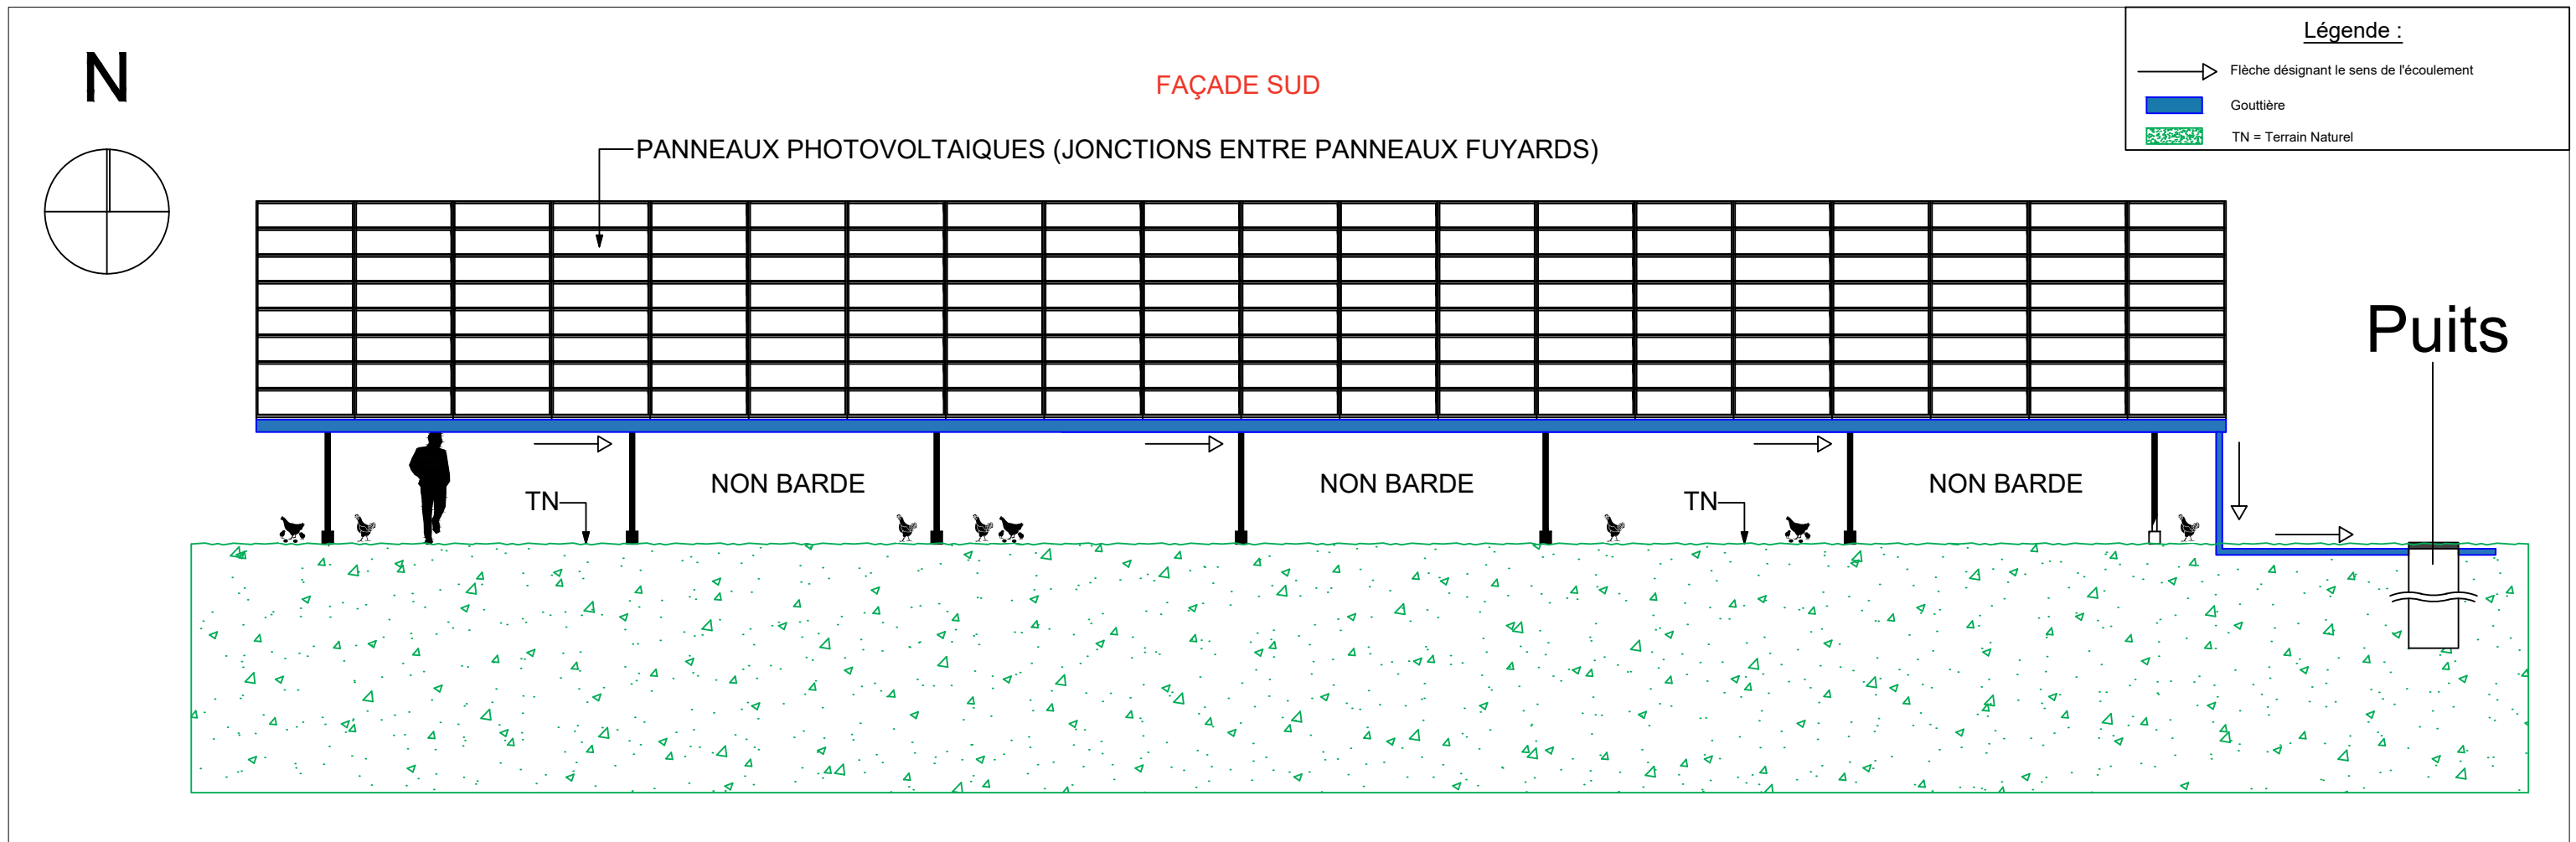 N
FAÇADE SUD
Légende :
Flèche désignant le sens de l'écoulement
Gouttière
TN = Terrain Naturel
PANNEAUX PHOTOVOLTAIQUES (JONCTIONS ENTRE PANNEAUX FUYARDS)
Puits
NON BARDE
NON BARDE
NON BARDE
TN
TN